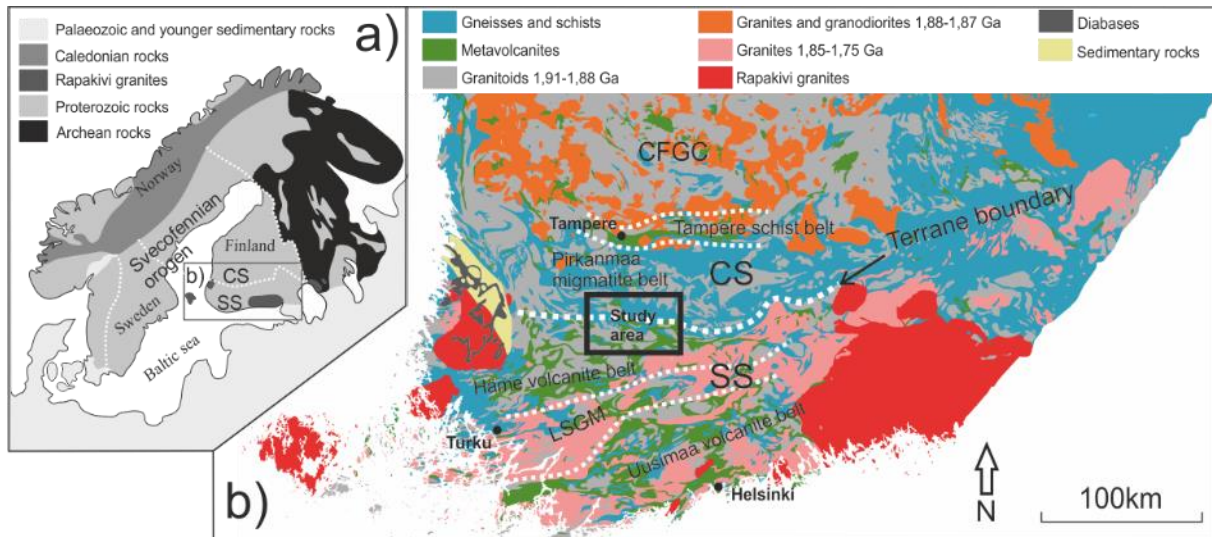 Palaeozoic and younger sedimentary rocks
Caledonian rocks
Rapakivi granites
Proterozoic rocks
Archean rocks
a)
Norway
Svecofennian
orogen
Sweden
Finland
b)
CS
SS
Baltic sea
Gneisses and schists
Metavolcanites
Granitoids 1,91-1,88 Ga
Granites and granodiorites 1,88-1,87 Ga
Granites 1,85-1,75 Ga
Rapakivi granites
Diabases
Sedimentary rocks
CFGC
Tampere
Tampere schist belt
Terrane boundary
Pirkanmaa
migmatite belt
CS
Study
area
Häme volcanite belt
SS
LSGM
Turku
Uusimaa volcanite belt
Helsinki
b)
N
100km